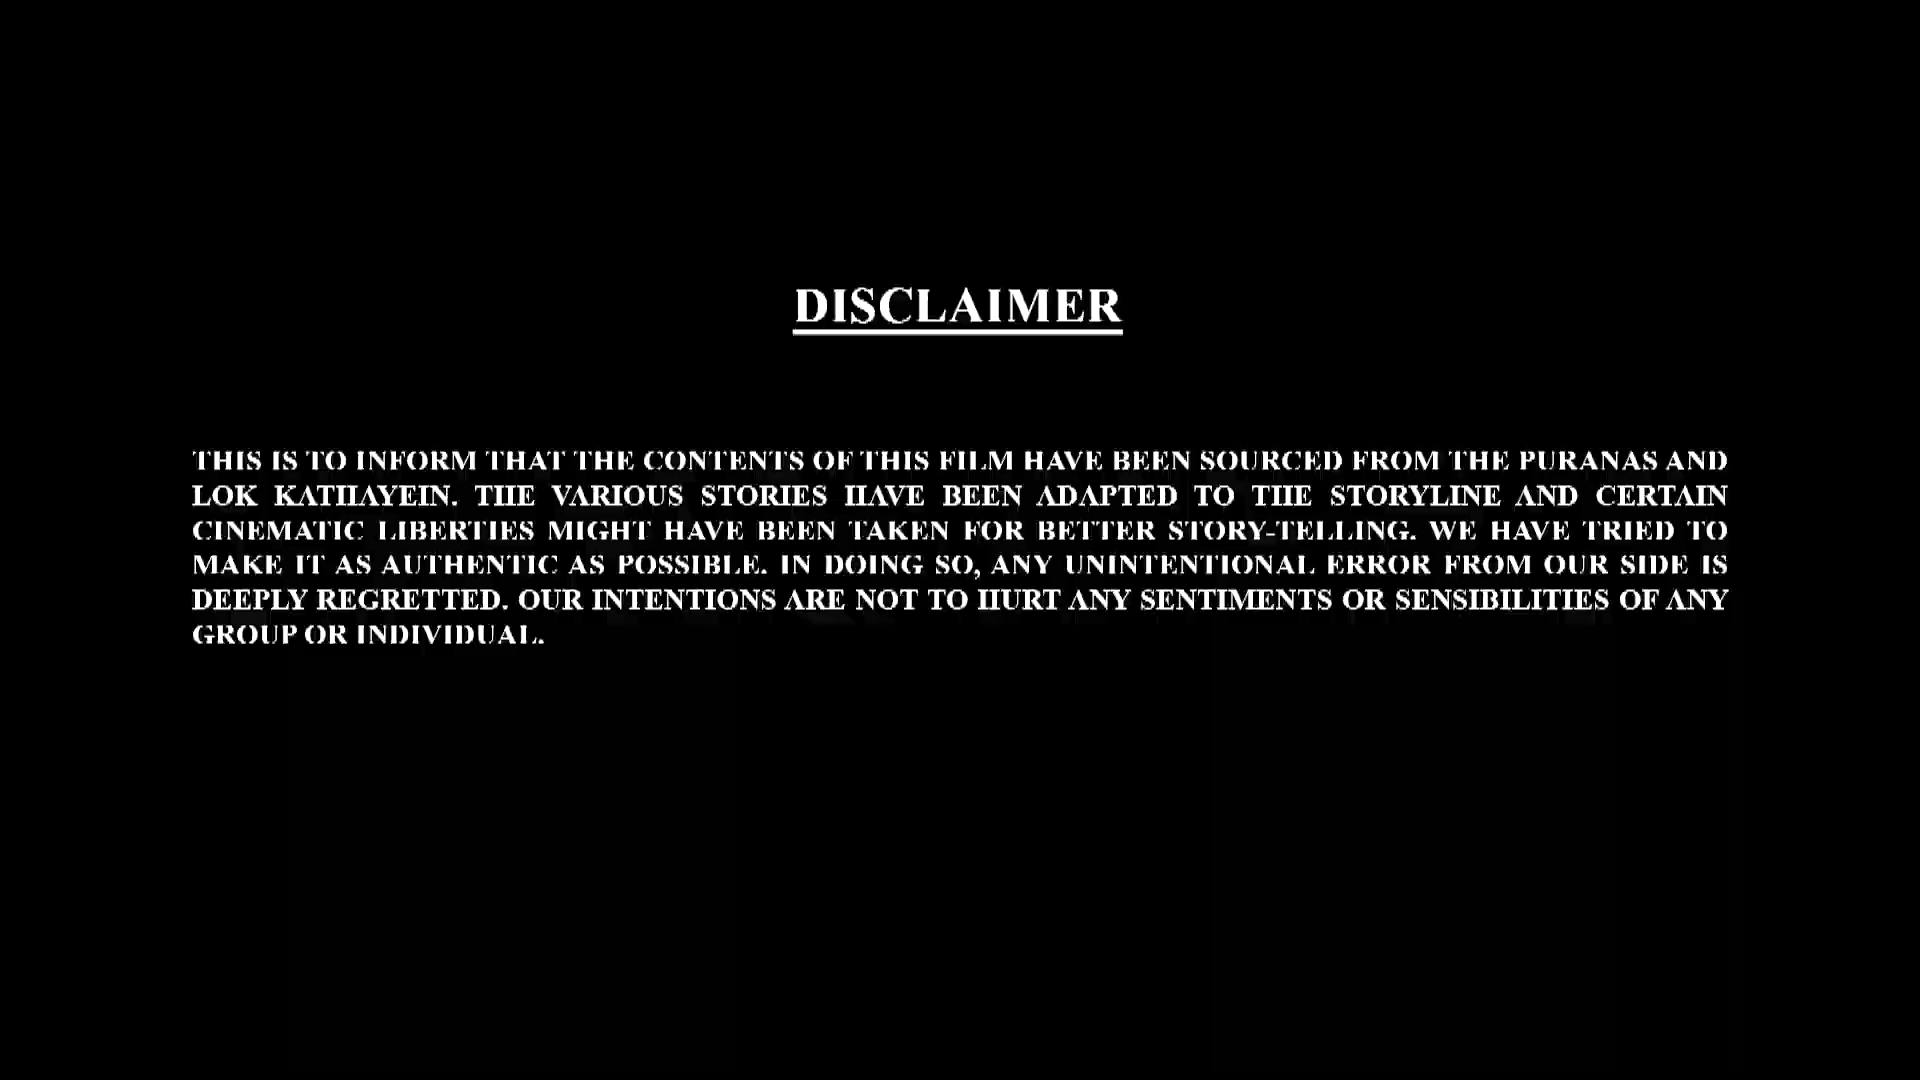 DISCLAIMER
THIS IS TO INFORM THAT THE CONTENTS OF THIS FILM HAVE BEEN SOURCED FROM THE PURANAS AND
LOK KATHAYEIN. THE VARIOUS STORIES HAVE BEEN ADAPTED TO THE STORYLINE AND CERTAIN
CINEMATIC LIBERTIES MIGHT HAVE BEEN TAKEN FOR BETTER STORY-TELLING. WE HAVE TRIED TO
MAKE IT AS AUTHENTIC AS POSSIBLE. IN DOING SO, ANY UNINTENTIONAL ERROR FROM OUR SIDE IS
DEEPLY REGRETTED. OUR INTENTIONS ARE NOT TO HURT ANY SENTIMENTS OR SENSIBILITIES OF ANY
GROUP OR INDIVIDUAL.